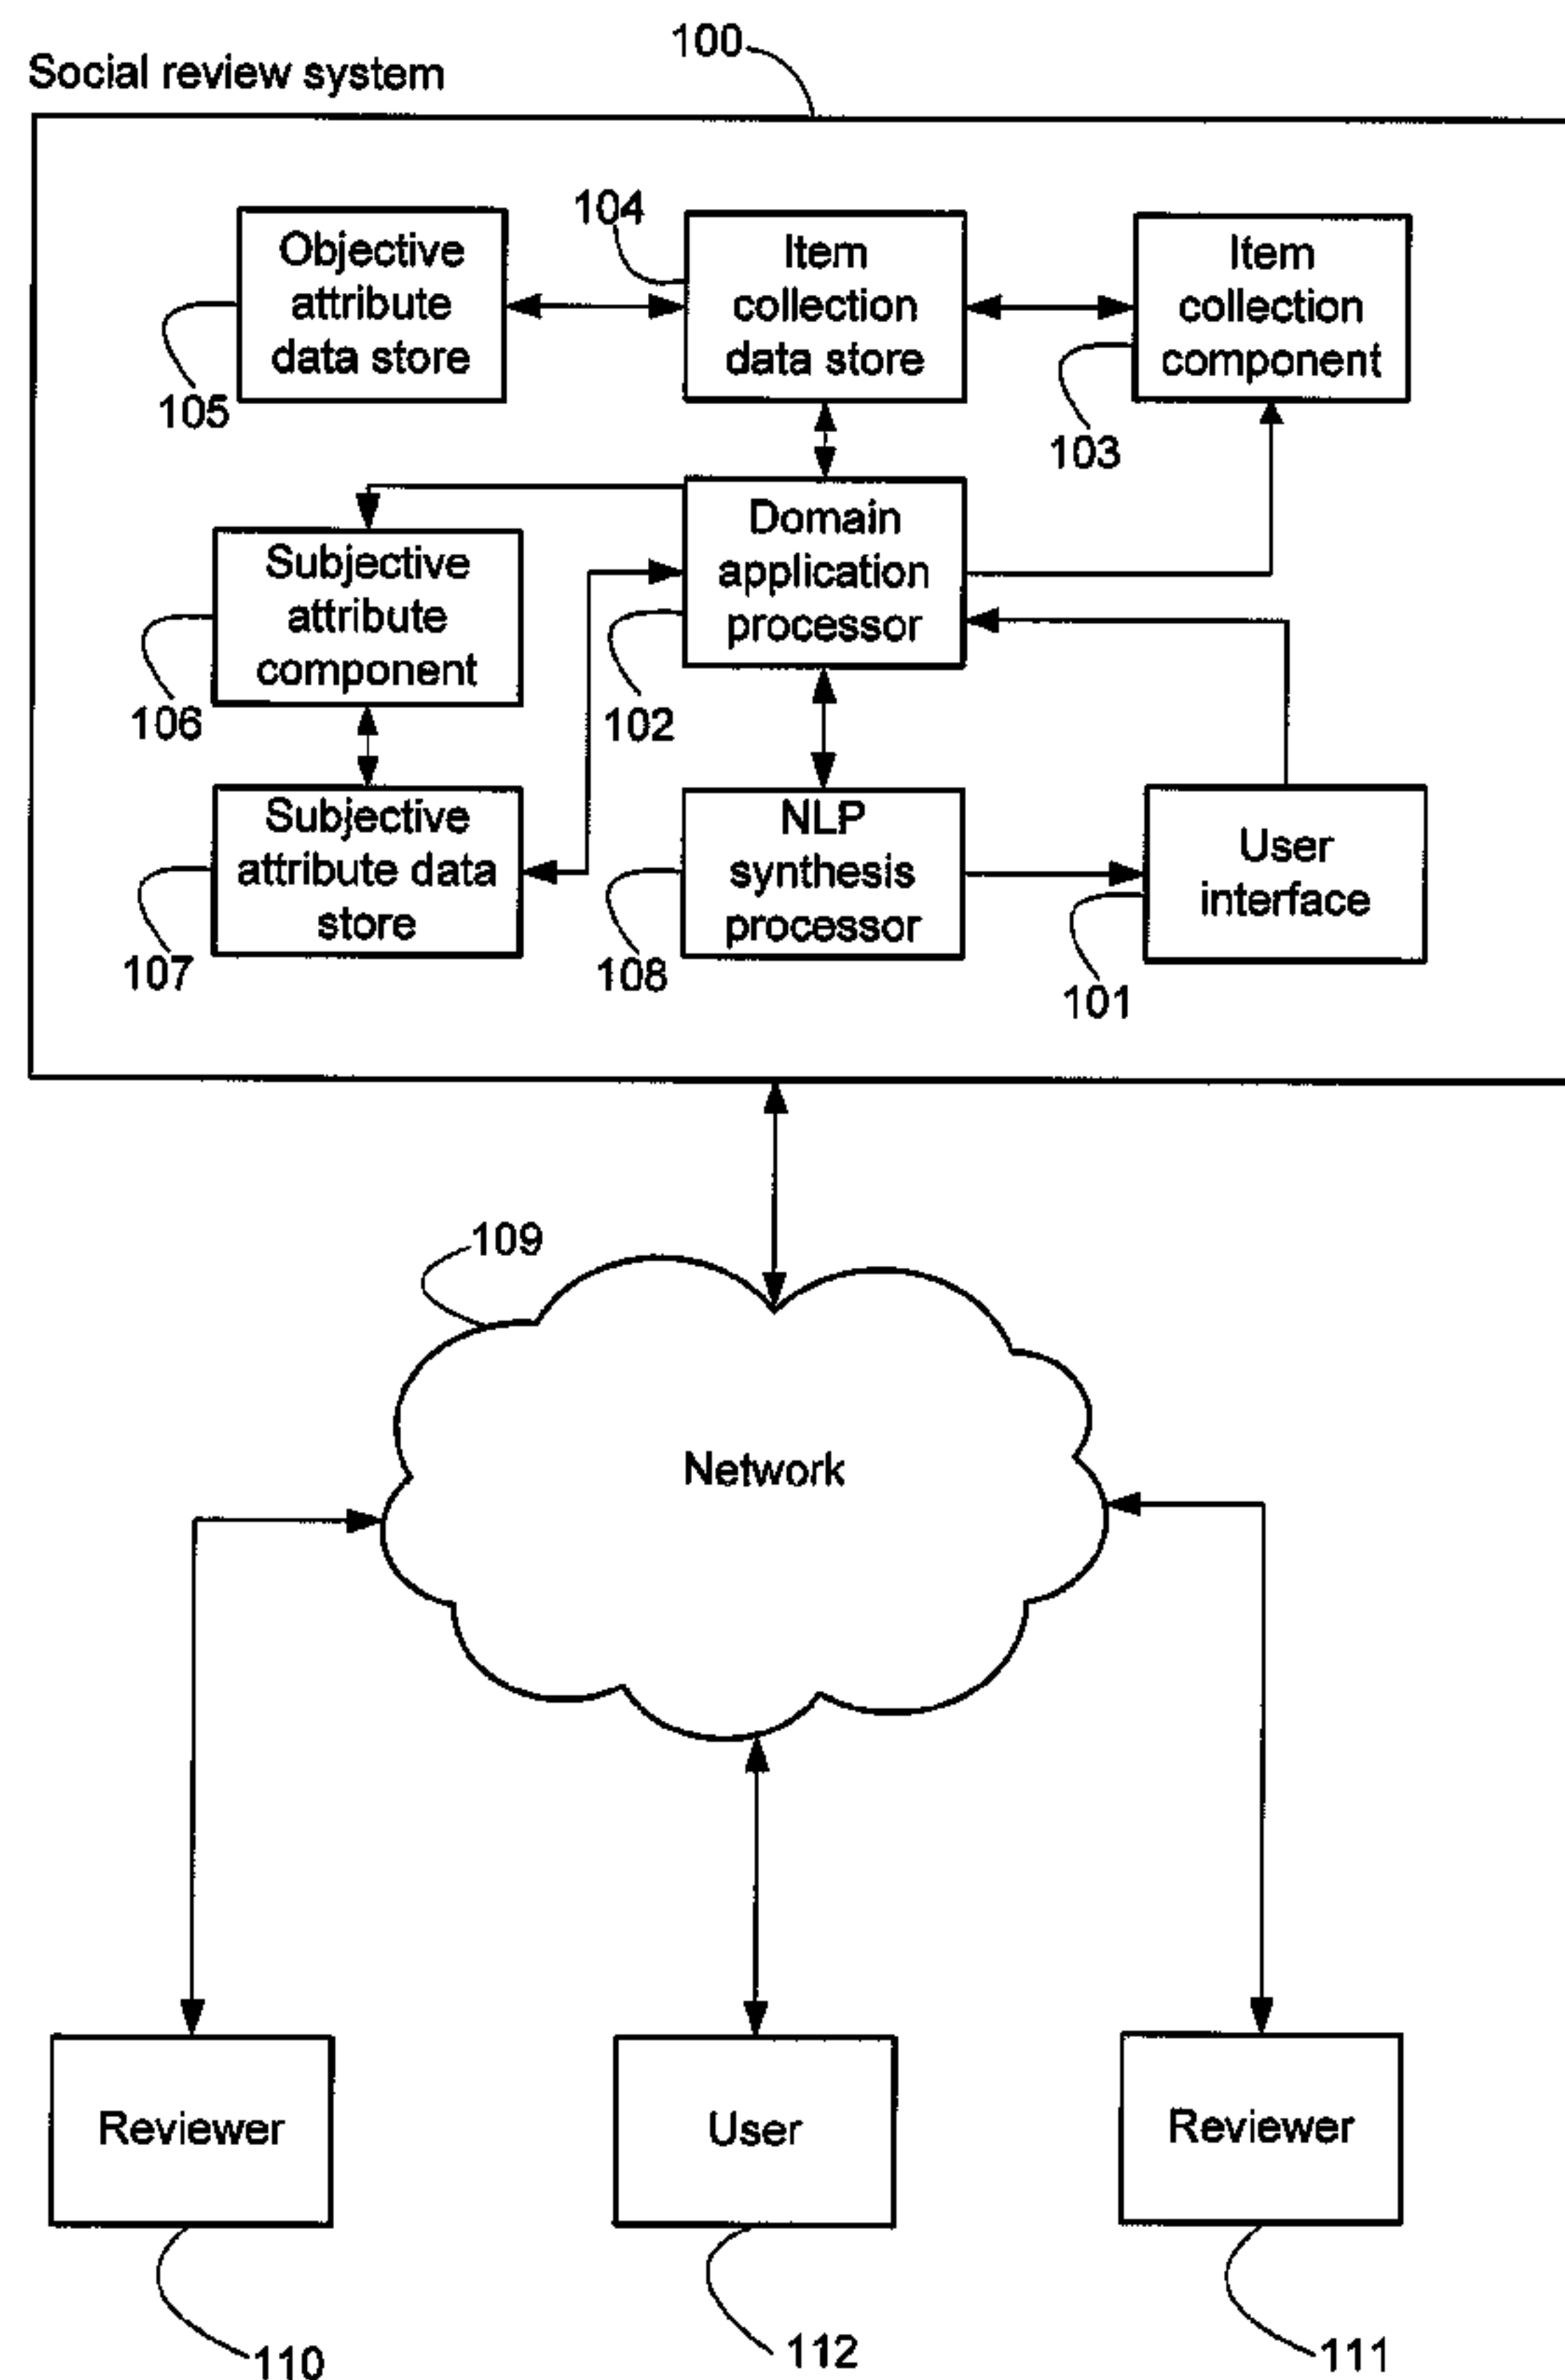 100
Social review system
Objective
attribute
data store
105
104
Item
collection
data store
Item
collection
component
103
Subjective
attribute
component
106
Domain
application
processor
102
Subjective
attribute data
store
107
NLP
synthesis
processor
108
User
interface
101
109
Network
Reviewer
User
Reviewer
110
112
111